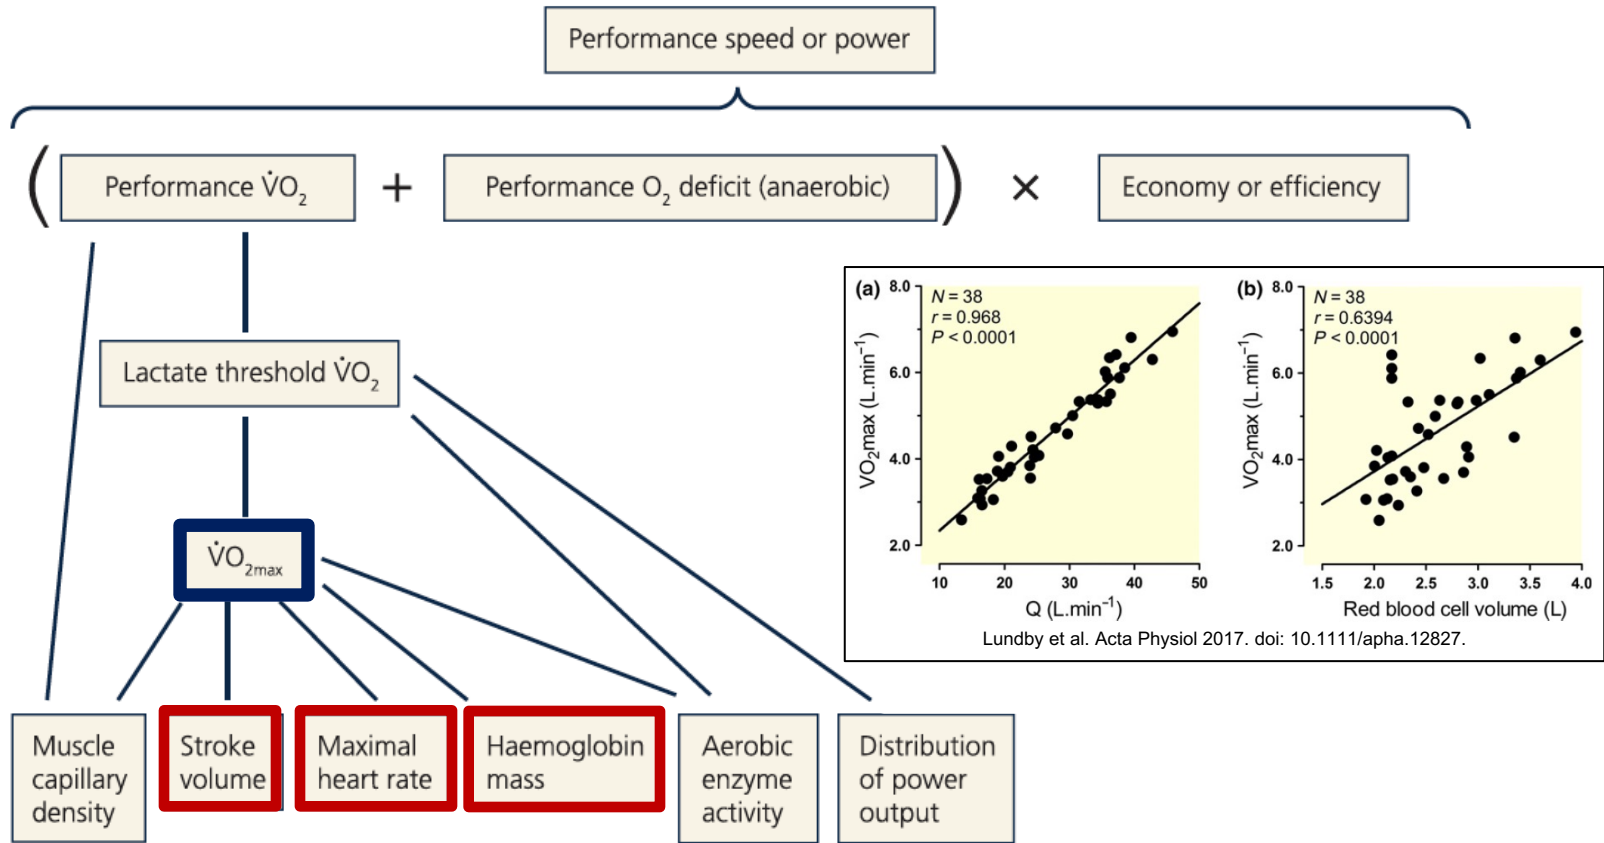 Performance speed or power
( Performance V̇O₂ + Performance O₂ deficit (anaerobic) ) × Economy or efficiency
Lactate threshold V̇O₂
V̇O₂max
Muscle
capillary
density
Stroke
volume
Maximal
heart rate
Haemoglobin
mass
Aerobic
enzyme
activity
Distribution
of power
output
(a)
N = 38
r = 0.968
P < 0.0001
VO₂max (L.min⁻¹)
8.0
6.0
4.0
2.0
10 20 30 40 50
Q (L.min⁻¹)
(b)
N = 38
r = 0.6394
P < 0.0001
VO₂max (L.min⁻¹)
8.0
6.0
4.0
2.0
1.5 2.0 2.5 3.0 3.5 4.0
Red blood cell volume (L)
Lundby et al. Acta Physiol 2017. doi: 10.1111/apha.12827.